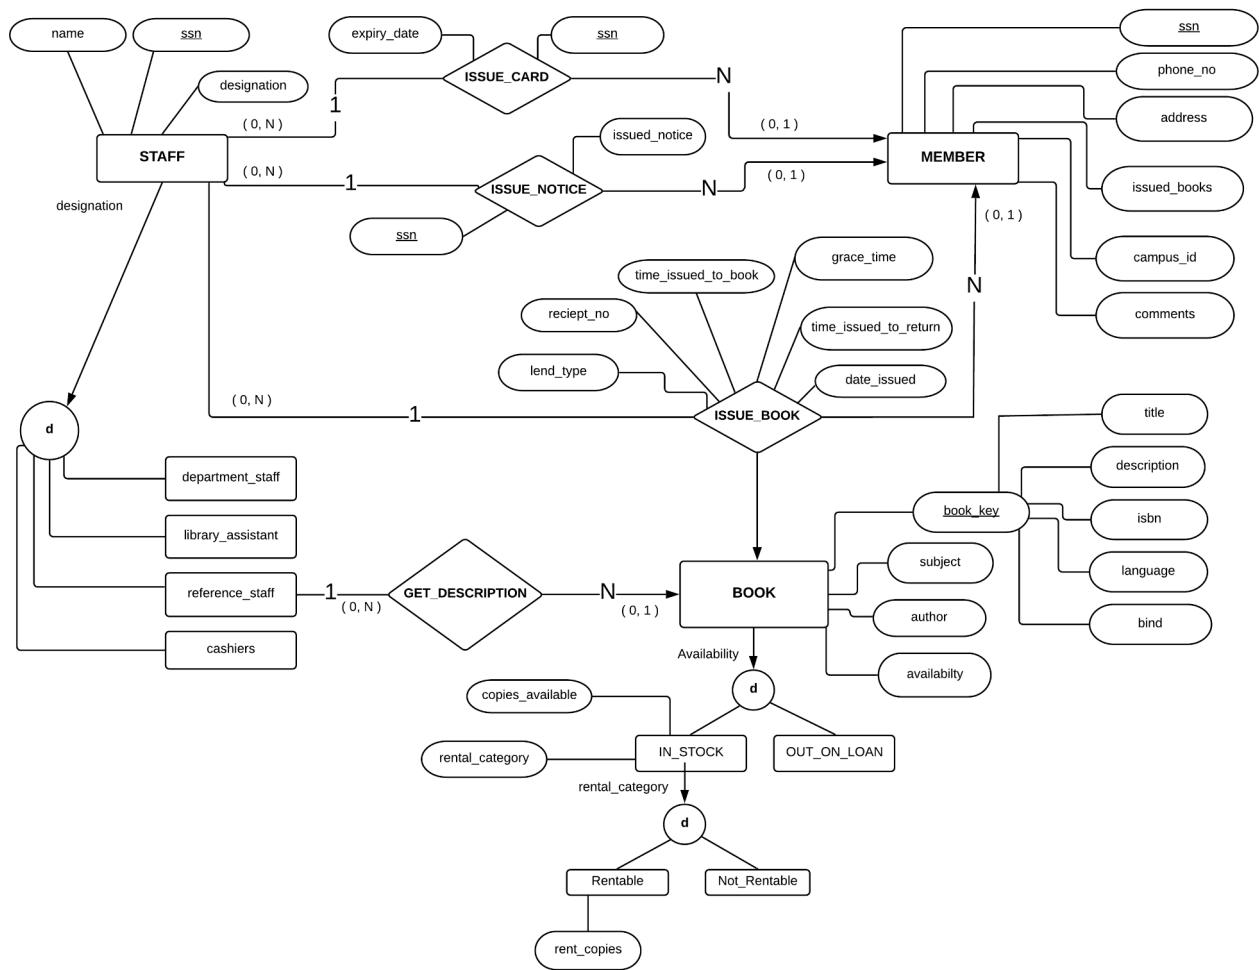 name
ssn
designation
expiry_date
ssn
ISSUE_CARD
N
1
( 0, N )
( 0, 1 )
STAFF
( 0, N )
1
issued_notice
ISSUE_NOTICE
N
( 0, 1 )
ssn
MEMBER
ssn
phone_no
address
issued_books
campus_id
comments
( 0, 1 )
N
designation
grace_time
time_issued_to_book
reciept_no
time_issued_to_return
lend_type
date_issued
( 0, N )
1
ISSUE_BOOK
d
department_staff
library_assistant
reference_staff
cashiers
1
( 0, N )
GET_DESCRIPTION
N
( 0, 1 )
BOOK
book_key
title
description
isbn
language
bind
subject
author
availabilty
Availability
d
copies_available
rental_category
IN_STOCK
OUT_ON_LOAN
rental_category
d
Rentable
Not_Rentable
rent_copies